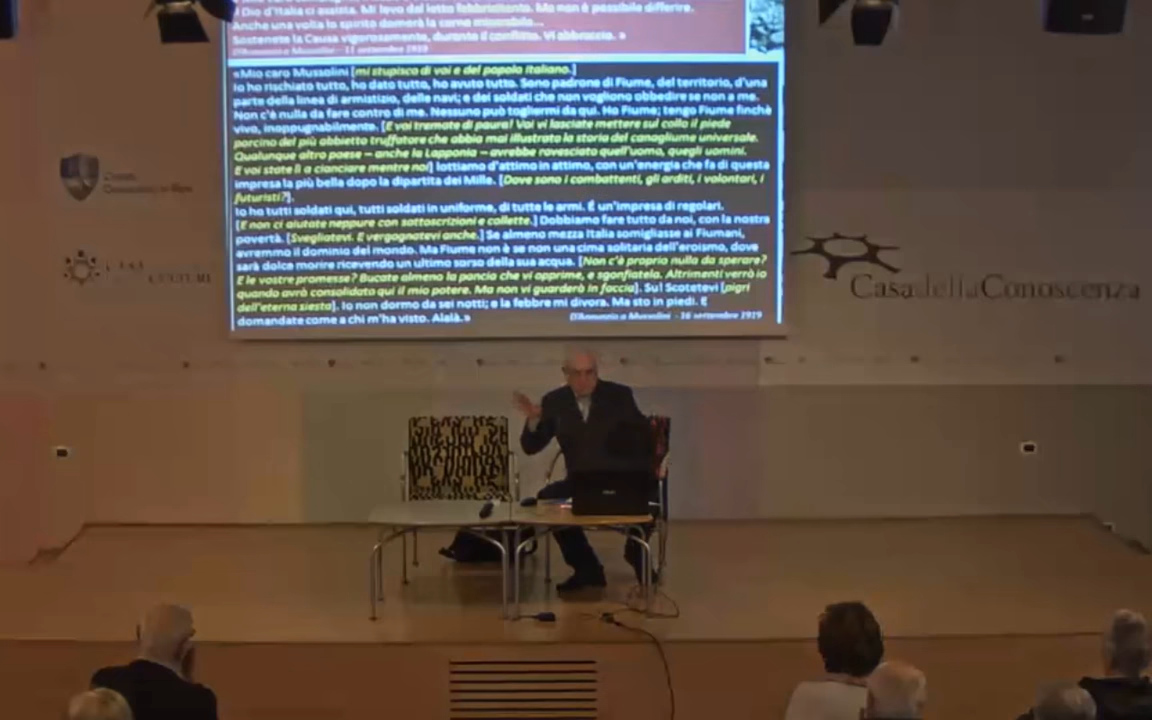 Il Dio d'Italia ci assista. Mi levo dal letto febbricitante. Ma non è possibile differire.
Anche una volta lo spirito domerà la carne miserabile...
Sostenete la Causa vigorosamente, durante il conflitto. Vi abbraccio. »
D'Annunzio a Mussolini - 11 settembre 1919
«Mio caro Mussolini [mi stupisco di voi e del popolo italiano.]
Io ho rischiato tutto, ho dato tutto, ho avuto tutto. Sono padrone di Fiume, del territorio, d'una
parte della linea di armistizio, delle navi; e dei soldati che non vogliono obbedire se non a me.
Non c'è nulla da fare contro di me. Nessuno può togliermi da qui. Ho Fiume; tengo Fiume finchè
vivo, inoppugnabilmente. [E voi tremate di paura! Voi vi lasciate mettere sul collo il piede
porcino del più abbietto truffatore che abbia mai illustrato la storia del canagliume universale.
Qualunque altro paese – anche la Lapponia – avrebbe rovesciato quell'uomo, quegli uomini.
E voi state lì a cianciare mentre noi] lottiamo d'attimo in attimo, con un'energia che fa di questa
impresa la più bella dopo la dipartita dei Mille. [Dove sono i combattenti, gli arditi, i volontari, i
futuristi?].
Io ho tutti soldati qui, tutti soldati in uniforme, di tutte le armi. É un'impresa di regolari.
[E non ci aiutate neppure con sottoscrizioni e collette.] Dobbiamo fare tutto da noi, con la nostra
povertà. [Svegliatevi. E vergognatevi anche.] Se almeno mezza Italia somigliasse ai Fiumani,
avremmo il dominio del mondo. Ma Fiume non è se non una cima solitaria dell'eroismo, dove
sarà dolce morire ricevendo un ultimo sorso della sua acqua. [Non c'è proprio nulla da sperare?
E le vostre promesse? Bucate almeno la pancia che vi opprime, e sgonfiatela. Altrimenti verrò io
quando avrò consolidato qui il mio potere. Ma non vi guarderò in faccia]. Su! Scotetevi [pigri
dell'eterna siesta]. Io non dormo da sei notti; e la febbre mi divora. Ma sto in piedi. E
domandate come a chi m'ha visto. Alalà.»
D'Annunzio a Mussolini - 16 settembre 1919
CasadellaConoscenza